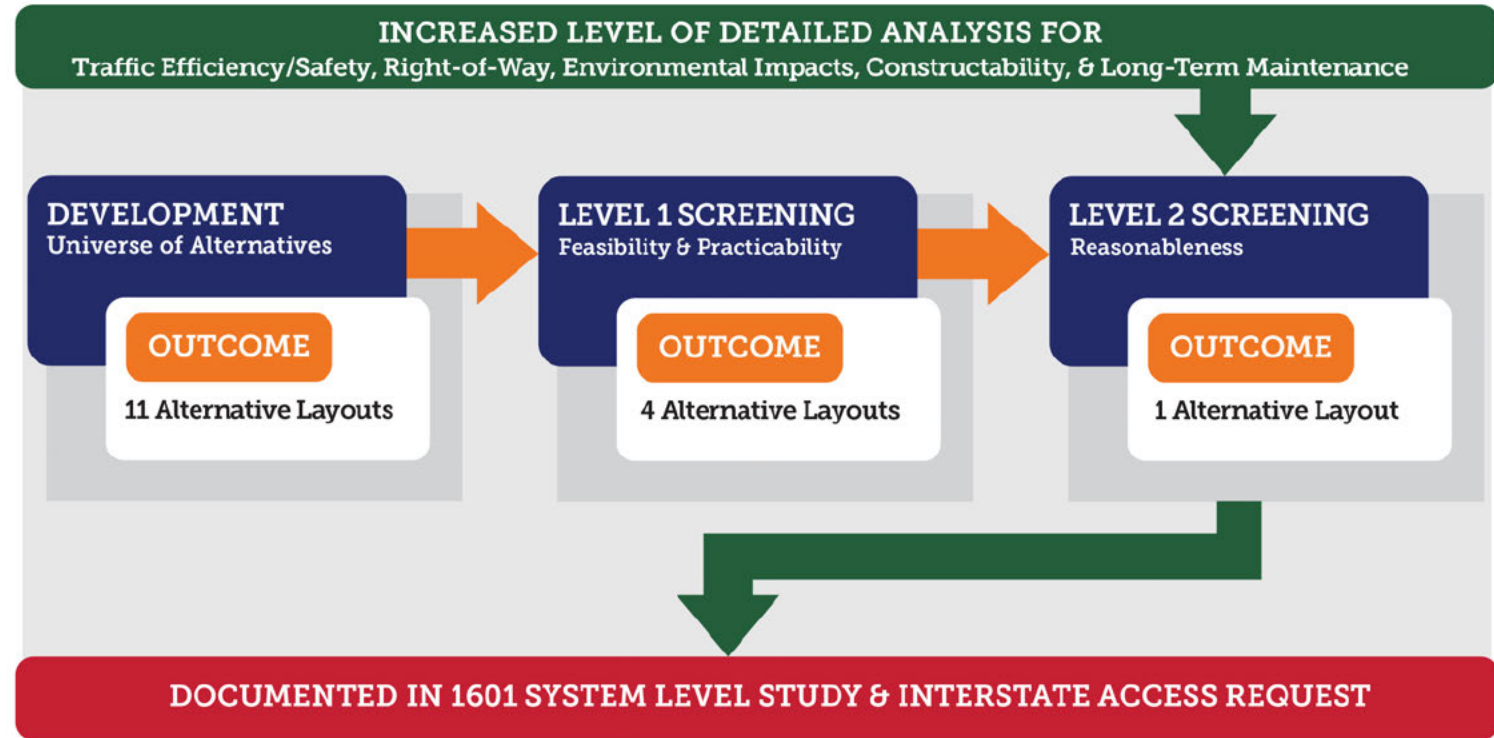 INCREASED LEVEL OF DETAILED ANALYSIS FOR
Traffic Efficiency/Safety, Right-of-Way, Environmental Impacts, Constructability, & Long-Term Maintenance
DEVELOPMENT
Universe of Alternatives
OUTCOME
11 Alternative Layouts
LEVEL 1 SCREENING
Feasibility & Practicability
OUTCOME
4 Alternative Layouts
LEVEL 2 SCREENING
Reasonableness
OUTCOME
1 Alternative Layout
DOCUMENTED IN 1601 SYSTEM LEVEL STUDY & INTERSTATE ACCESS REQUEST